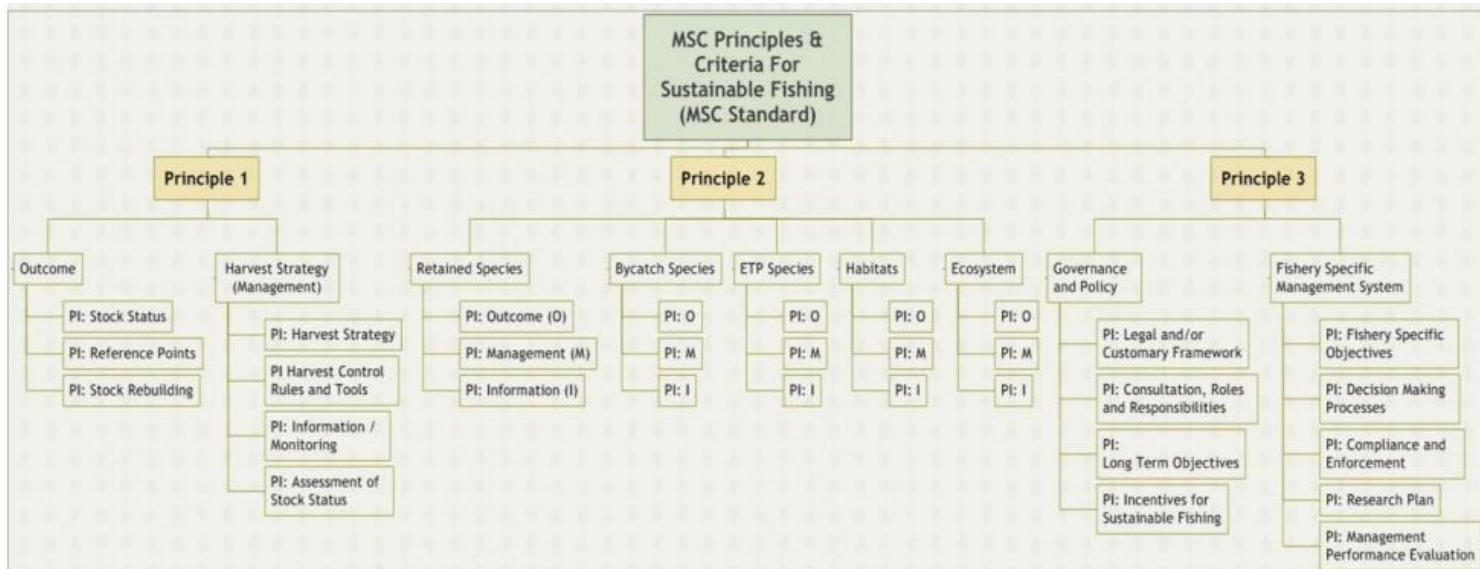 MSC Principles &
Criteria For
Sustainable Fishing
(MSC Standard)
Principle 1
Principle 2
Principle 3
Outcome
PI: Stock Status
PI: Reference Points
PI: Stock Rebuilding
Harvest Strategy
(Management)
PI: Harvest Strategy
PI Harvest Control
Rules and Tools
PI: Information /
Monitoring
PI: Assessment of
Stock Status
Retained Species
PI: Outcome (O)
PI: Management (M)
PI: Information (I)
Bycatch Species
PI: O
PI: M
PI: I
ETP Species
PI: O
PI: M
PI: I
Habitats
PI: O
PI: M
PI: I
Ecosystem
PI: O
PI: M
PI: I
Governance
and Policy
PI: Legal and/or
Customary Framework
PI: Consultation, Roles
and Responsibilities
PI:
Long Term Objectives
PI: Incentives for
Sustainable Fishing
Fishery Specific
Management System
PI: Fishery Specific
Objectives
PI: Decision Making
Processes
PI: Compliance and
Enforcement
PI: Research Plan
PI: Management
Performance Evaluation